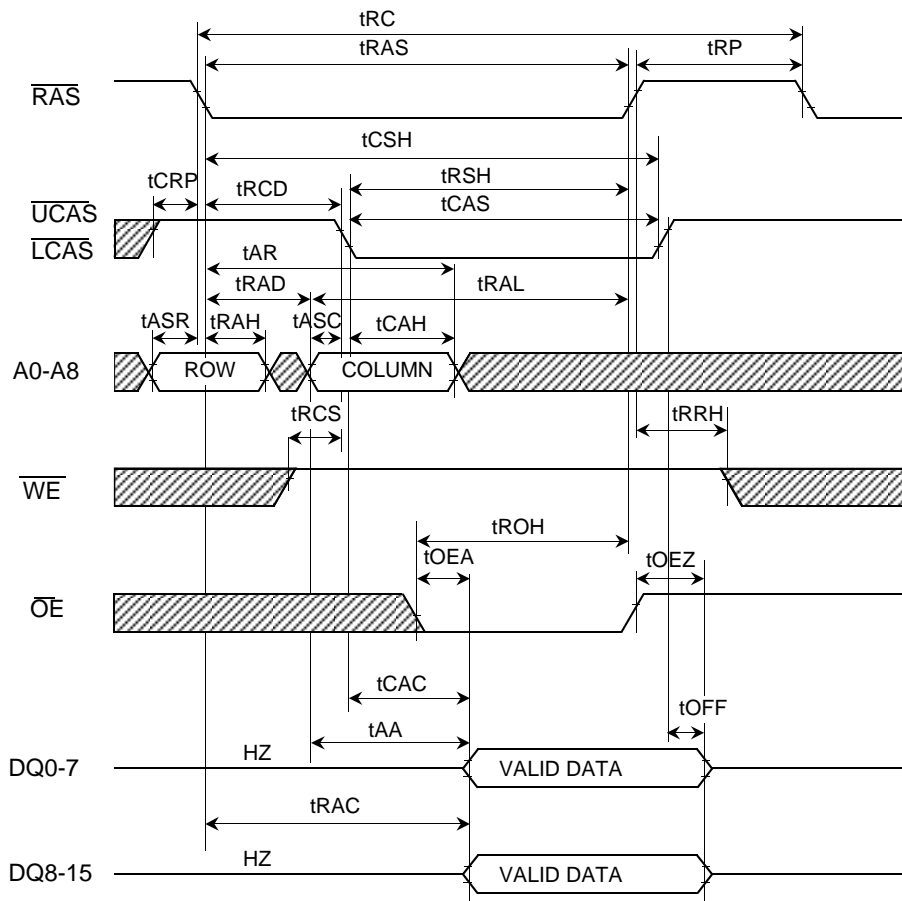 tRC
tRAS tRP
RAS
tCSH
tCRP tRCD tRSH
UCAS tCAS
LCAS
tAR
tRAD tRAL
tASR tRAH tASC tCAH
A0-A8 ROW COLUMN
tRCS tRRH
WE
tROH
tOEA tOEZ
OE
tCAC
tOFF
tAA
HZ
DQ0-7 VALID DATA
tRAC
HZ
DQ8-15 VALID DATA